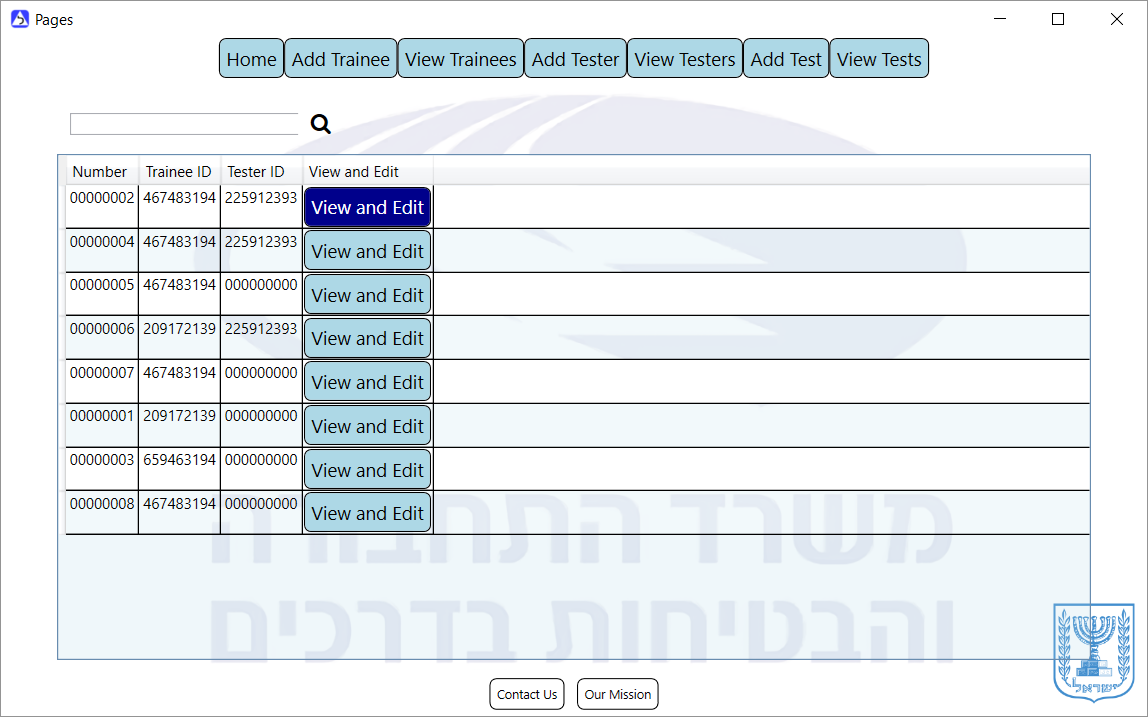 Pages
Home Add Trainee View Trainees Add Tester View Testers Add Test View Tests
Number Trainee ID Tester ID View and Edit
00000002 467483194 225912393 View and Edit
00000004 467483194 225912393 View and Edit
00000005 467483194 000000000 View and Edit
00000006 209172139 225912393 View and Edit
00000007 467483194 000000000 View and Edit
00000001 209172139 000000000 View and Edit
00000003 659463194 000000000 View and Edit
00000008 467483194 000000000 View and Edit
משרד התחבורה
והבטיחות בדרכים
ישראל
Contact Us Our Mission